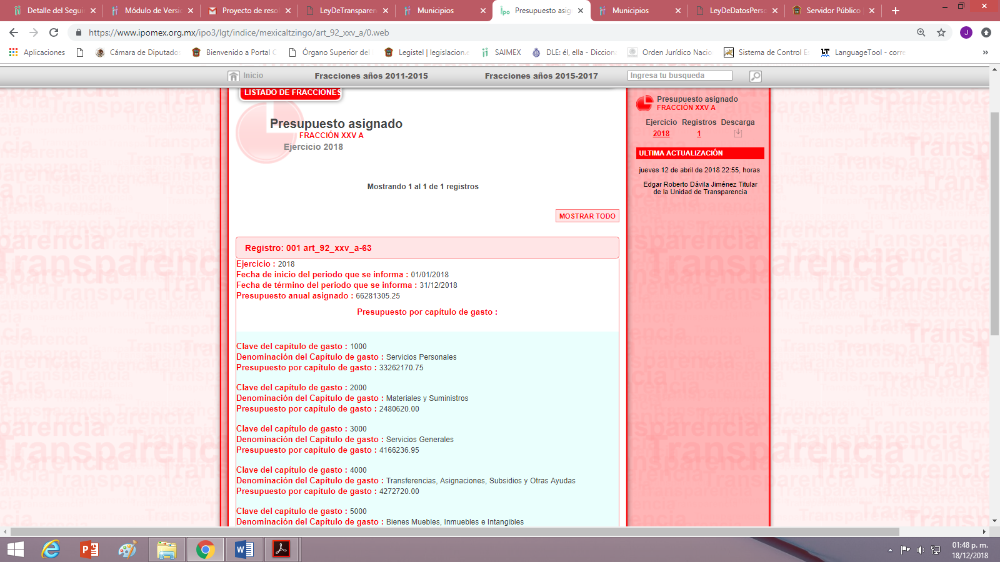 Detalle del Segui
Módulo de Versi
Proyecto de reso
LeyDeTransparen
Municipios
Presupuesto asig
Municipios
LeyDeDatosPerso
Servidor Público
https://www.ipomex.org.mx/ipo3/lgt/indice/mexicaltzingo/art_92_xxv_a/0.web
J
Aplicaciones
Cámara de Diputados
Bienvenido a Portal C
Órgano Superior del
Legistel | legislacion.e
SAIMEX
DLE: él, ella - Diccion
Orden Jurídico Nacio
Sistema de Control E
LanguageTool - corre
Inicio
Fracciones años 2011-2015
Fracciones años 2015-2017
Ingresa tu busqueda
LISTADO DE FRACCIONES
Presupuesto asignado
FRACCIÓN XXV A
Ejercicio 2018
Mostrando 1 al 1 de 1 registros
MOSTRAR TODO
Registro: 001 art_92_xxv_a-63
Ejercicio : 2018
Fecha de inicio del periodo que se informa : 01/01/2018
Fecha de término del periodo que se informa : 31/12/2018
Presupuesto anual asignado : 66281305.25
Presupuesto por capítulo de gasto :
Clave del capítulo de gasto : 1000
Denominación del Capítulo de gasto : Servicios Personales
Presupuesto por capítulo de gasto : 33262170.75
Clave del capítulo de gasto : 2000
Denominación del Capítulo de gasto : Materiales y Suministros
Presupuesto por capítulo de gasto : 2480620.00
Clave del capítulo de gasto : 3000
Denominación del Capítulo de gasto : Servicios Generales
Presupuesto por capítulo de gasto : 4166236.95
Clave del capítulo de gasto : 4000
Denominación del Capítulo de gasto : Transferencias, Asignaciones, Subsidios y Otras Ayudas
Presupuesto por capítulo de gasto : 4272720.00
Clave del capítulo de gasto : 5000
Denominación del Capítulo de gasto : Bienes Muebles, Inmuebles e Intangibles
Presupuesto asignado
FRACCIÓN XXV A
Ejercicio Registros Descarga
2018 1
ULTIMA ACTUALIZACIÓN
jueves 12 de abril de 2018 22:55, horas
Edgar Roberto Dávila Jiménez Titular
de la Unidad de Transparencia
Transparencia
01:48 p. m.
18/12/2018